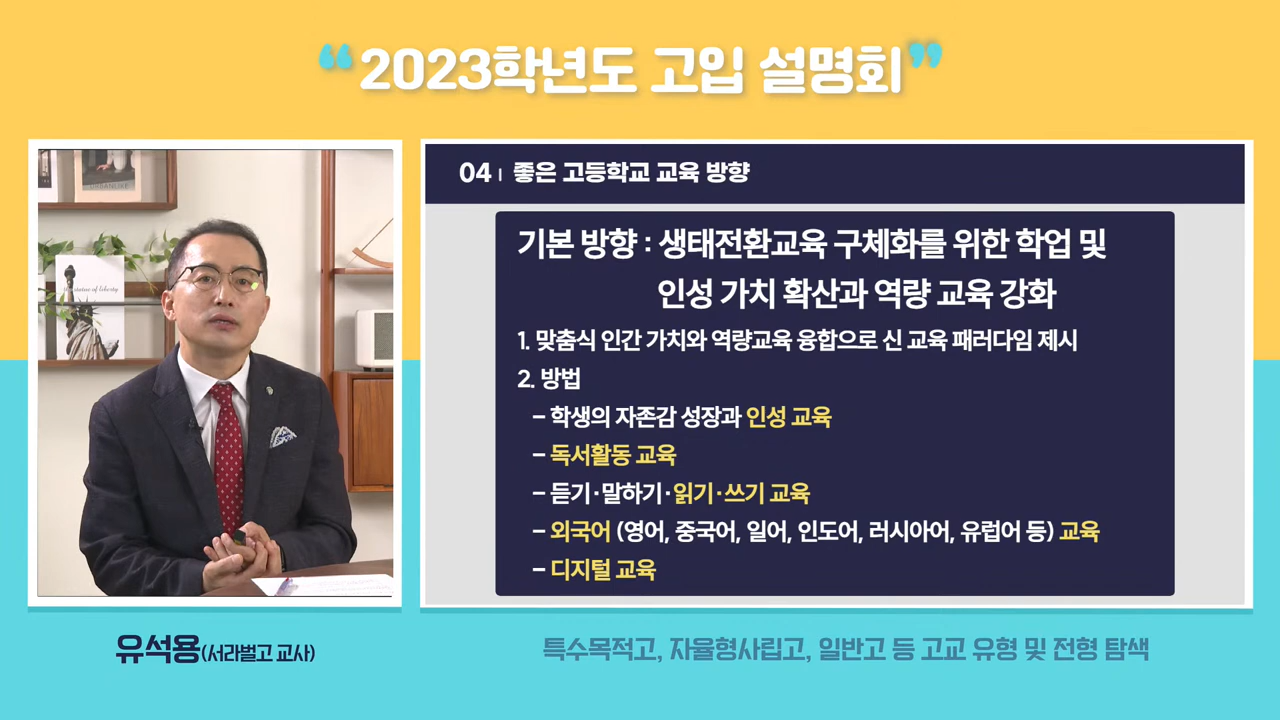 “2023학년도 고입 설명회”
the statue of liberty
04 | 좋은 고등학교 교육 방향
기본 방향 : 생태전환교육 구체화를 위한 학업 및
인성 가치 확산과 역량 교육 강화
1. 맞춤식 인간 가치와 역량교육 융합으로 신 교육 패러다임 제시
2. 방법
– 학생의 자존감 성장과 인성 교육
– 독서활동 교육
– 듣기·말하기·읽기·쓰기 교육
– 외국어 (영어, 중국어, 일어, 인도어, 러시아어, 유럽어 등) 교육
– 디지털 교육
유석용(서라벌고 교사)
특수목적고, 자율형사립고, 일반고 등 고교 유형 및 전형 탐색